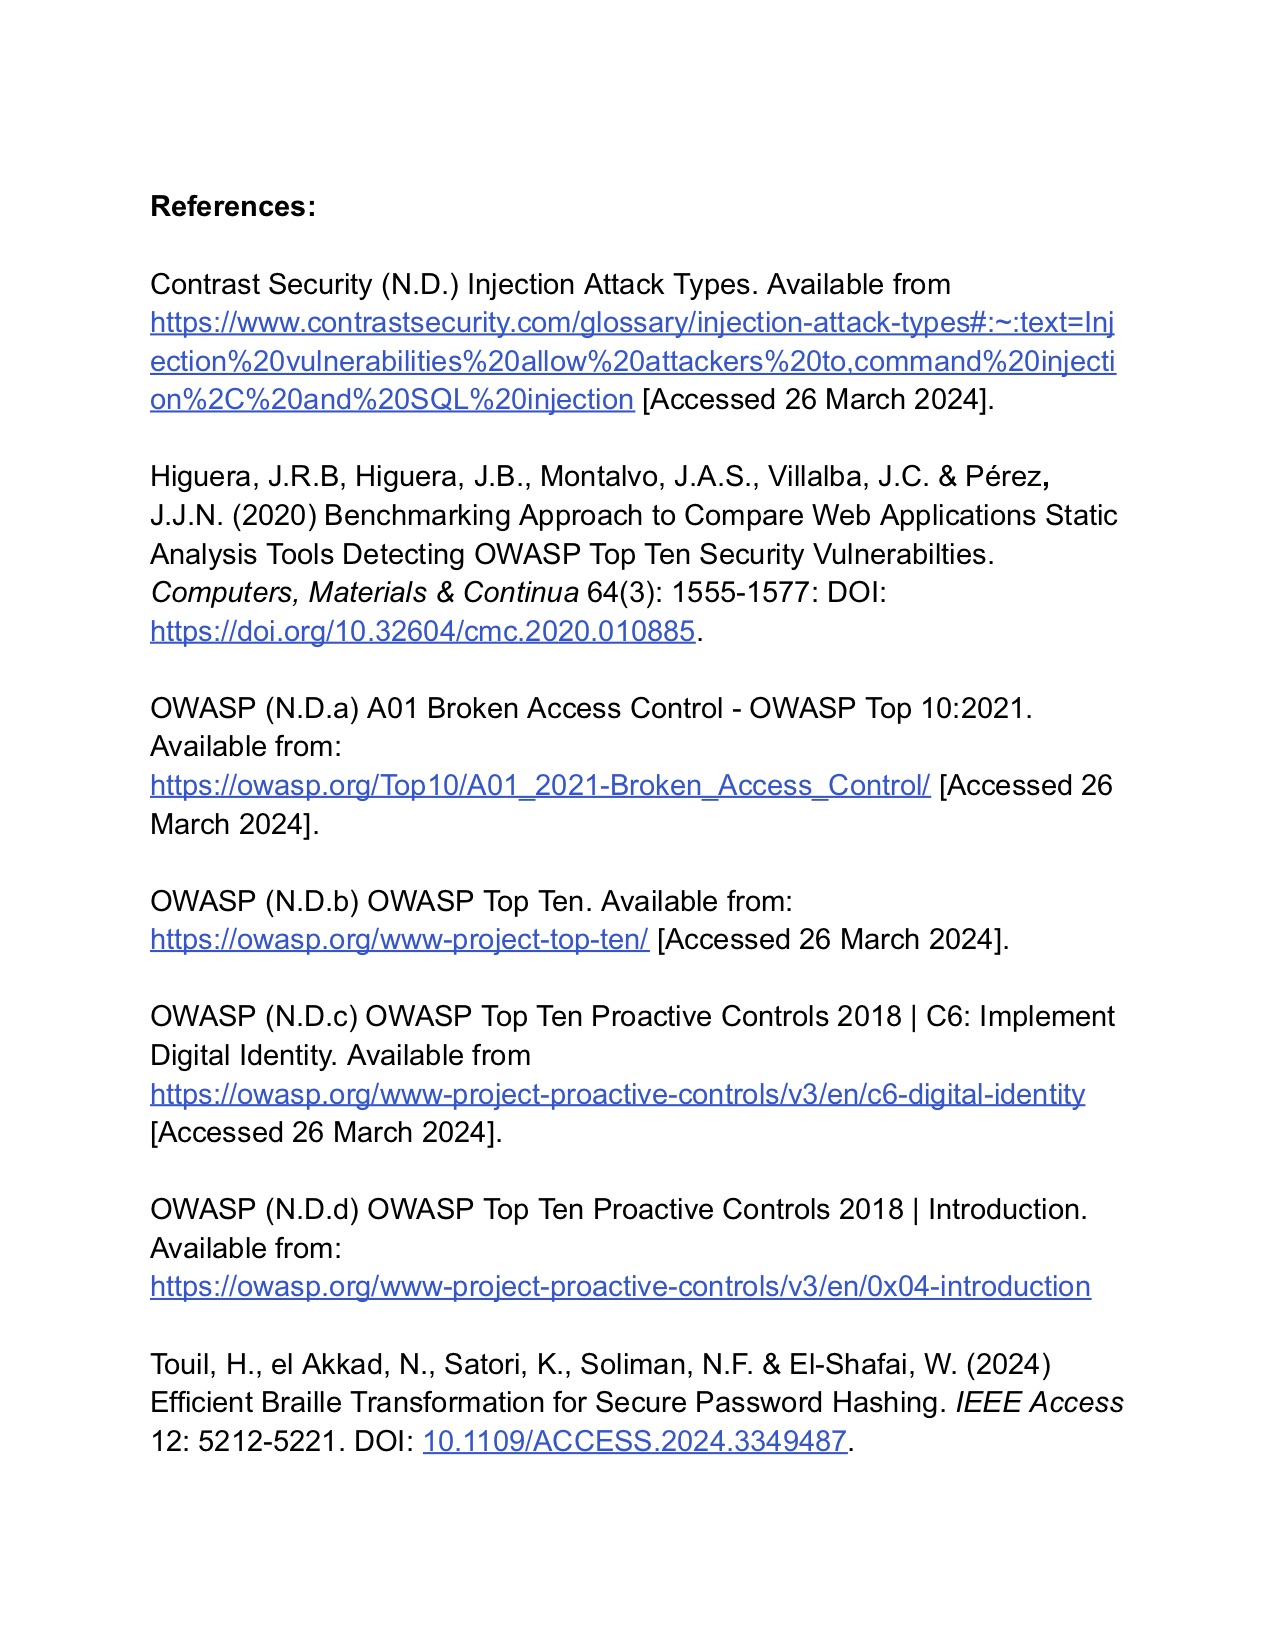 References:
Contrast Security (N.D.) Injection Attack Types. Available from
https://www.contrastsecurity.com/glossary/injection-attack-types#:~:text=Inj
ection%20vulnerabilities%20allow%20attackers%20to,command%20injecti
on%2C%20and%20SQL%20injection [Accessed 26 March 2024].
Higuera, J.R.B, Higuera, J.B., Montalvo, J.A.S., Villalba, J.C. & Pérez,
J.J.N. (2020) Benchmarking Approach to Compare Web Applications Static
Analysis Tools Detecting OWASP Top Ten Security Vulnerabilties.
Computers, Materials & Continua 64(3): 1555-1577: DOI:
https://doi.org/10.32604/cmc.2020.010885.
OWASP (N.D.a) A01 Broken Access Control - OWASP Top 10:2021.
Available from:
https://owasp.org/Top10/A01_2021-Broken_Access_Control/ [Accessed 26
March 2024].
OWASP (N.D.b) OWASP Top Ten. Available from:
https://owasp.org/www-project-top-ten/ [Accessed 26 March 2024].
OWASP (N.D.c) OWASP Top Ten Proactive Controls 2018 | C6: Implement
Digital Identity. Available from
https://owasp.org/www-project-proactive-controls/v3/en/c6-digital-identity
[Accessed 26 March 2024].
OWASP (N.D.d) OWASP Top Ten Proactive Controls 2018 | Introduction.
Available from:
https://owasp.org/www-project-proactive-controls/v3/en/0x04-introduction
Touil, H., el Akkad, N., Satori, K., Soliman, N.F. & El-Shafai, W. (2024)
Efficient Braille Transformation for Secure Password Hashing. IEEE Access
12: 5212-5221. DOI: 10.1109/ACCESS.2024.3349487.